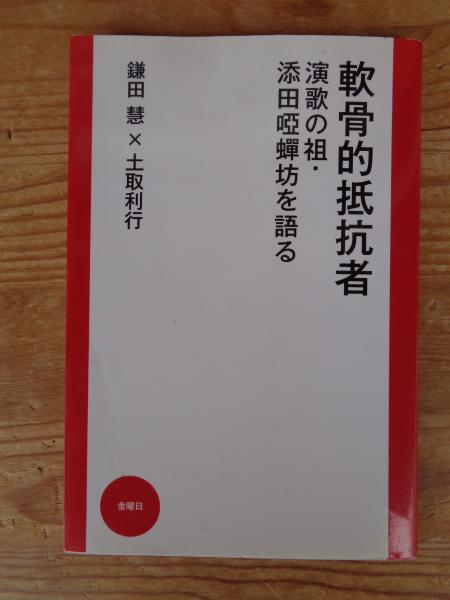 軟骨的抵抗者
演歌の祖・
添田啞蟬坊を語る
鎌田 慧×土取利行
金曜日